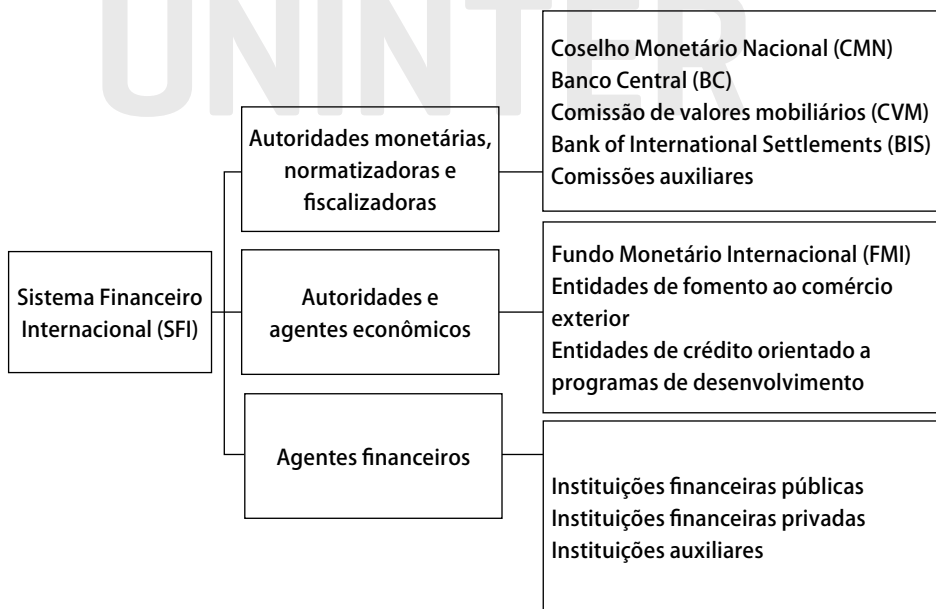 UNINTER
Coselho Monetário Nacional (CMN)
Banco Central (BC)
Comissão de valores mobiliários (CVM)
Bank of International Settlements (BIS)
Comissões auxiliares
Autoridades monetárias,
normatizadoras e
fiscalizadoras
Sistema Financeiro
Internacional (SFI)
Autoridades e
agentes econômicos
Fundo Monetário Internacional (FMI)
Entidades de fomento ao comércio
exterior
Entidades de crédito orientado a
programas de desenvolvimento
Agentes financeiros
Instituições financeiras públicas
Instituições financeiras privadas
Instituições auxiliares